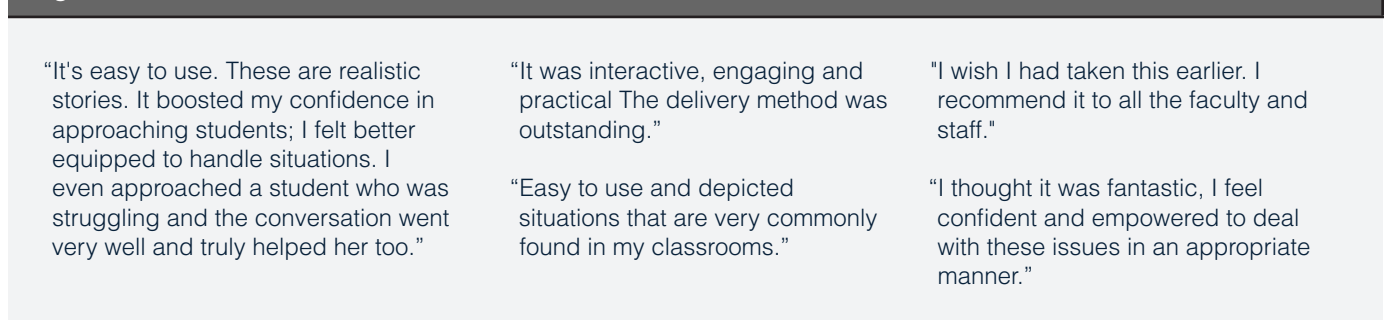 “It's easy to use. These are realistic
stories. It boosted my confidence in
approaching students; I felt better
equipped to handle situations. I
even approached a student who was
struggling and the conversation went
very well and truly helped her too.”
“It was interactive, engaging and
practical The delivery method was
outstanding.”
“Easy to use and depicted
situations that are very commonly
found in my classrooms.”
"I wish I had taken this earlier. I
recommend it to all the faculty and
staff."
“I thought it was fantastic, I feel
confident and empowered to deal
with these issues in an appropriate
manner.”